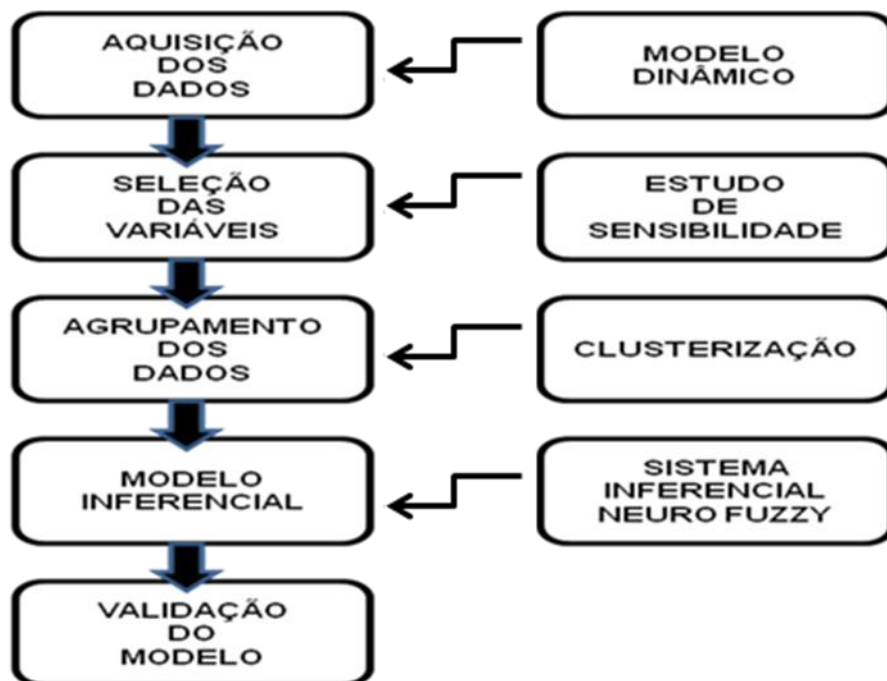 AQUISIÇÃO
DOS
DADOS
MODELO
DINÂMICO
SELEÇÃO
DAS
VARIÁVEIS
ESTUDO
DE
SENSIBILIDADE
AGRUPAMENTO
DOS
DADOS
CLUSTERIZAÇÃO
MODELO
INFERENCIAL
SISTEMA
INFERENCIAL
NEURO FUZZY
VALIDAÇÃO
DO
MODELO